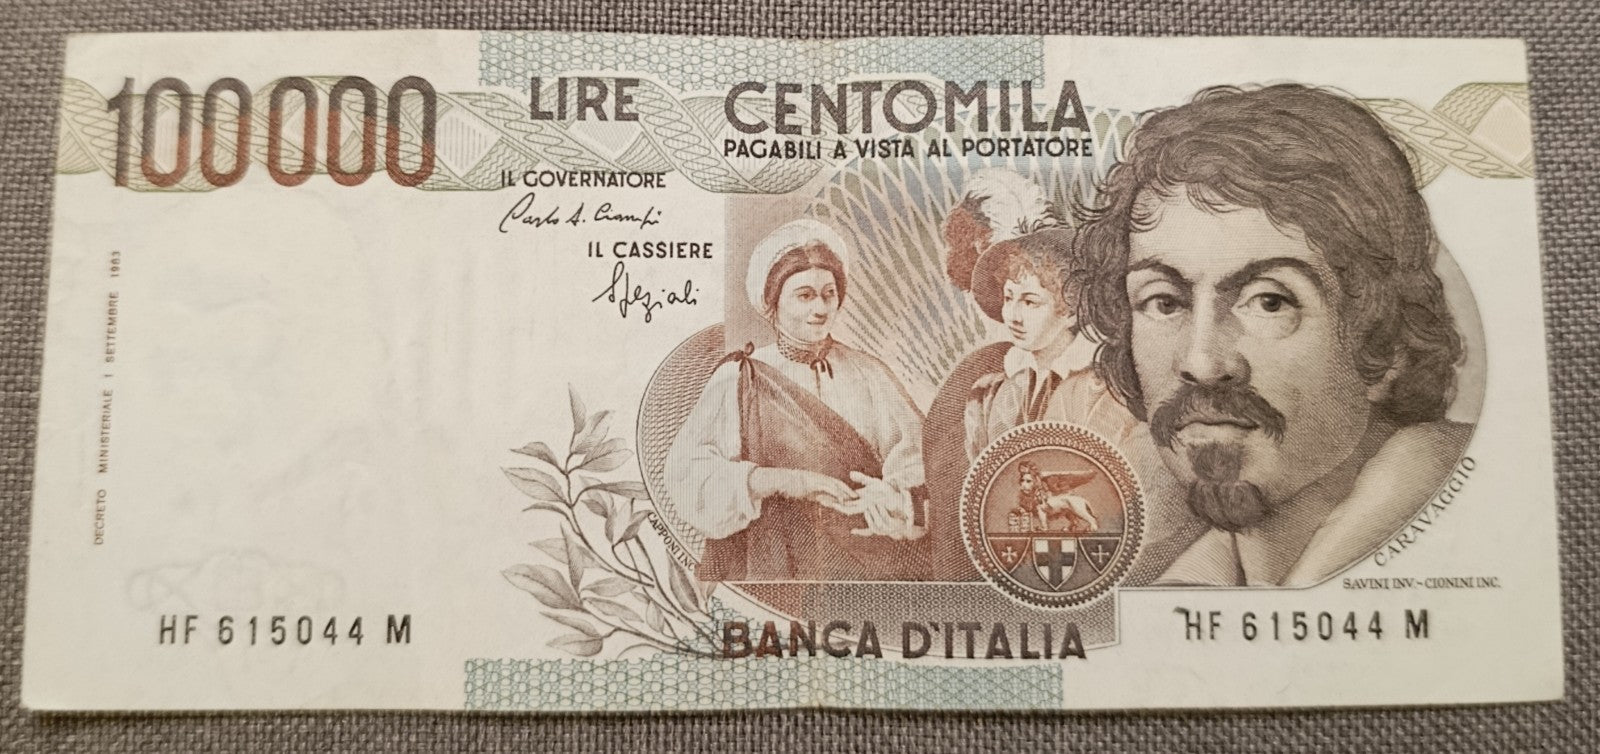 100000 LIRE CENTOMILA
PAGABILI A VISTA AL PORTATORE
IL GOVERNATORE
Carlo A. Ciampi
IL CASSIERE
Speziali
DECRETO MINISTERIALE 1 SETTEMBRE 1983
CAPPONI INC.
CARAVAGGIO
SAVINI INV.-CIONINI INC.
HF 615044 M
HF 615044 M
BANCA D'ITALIA